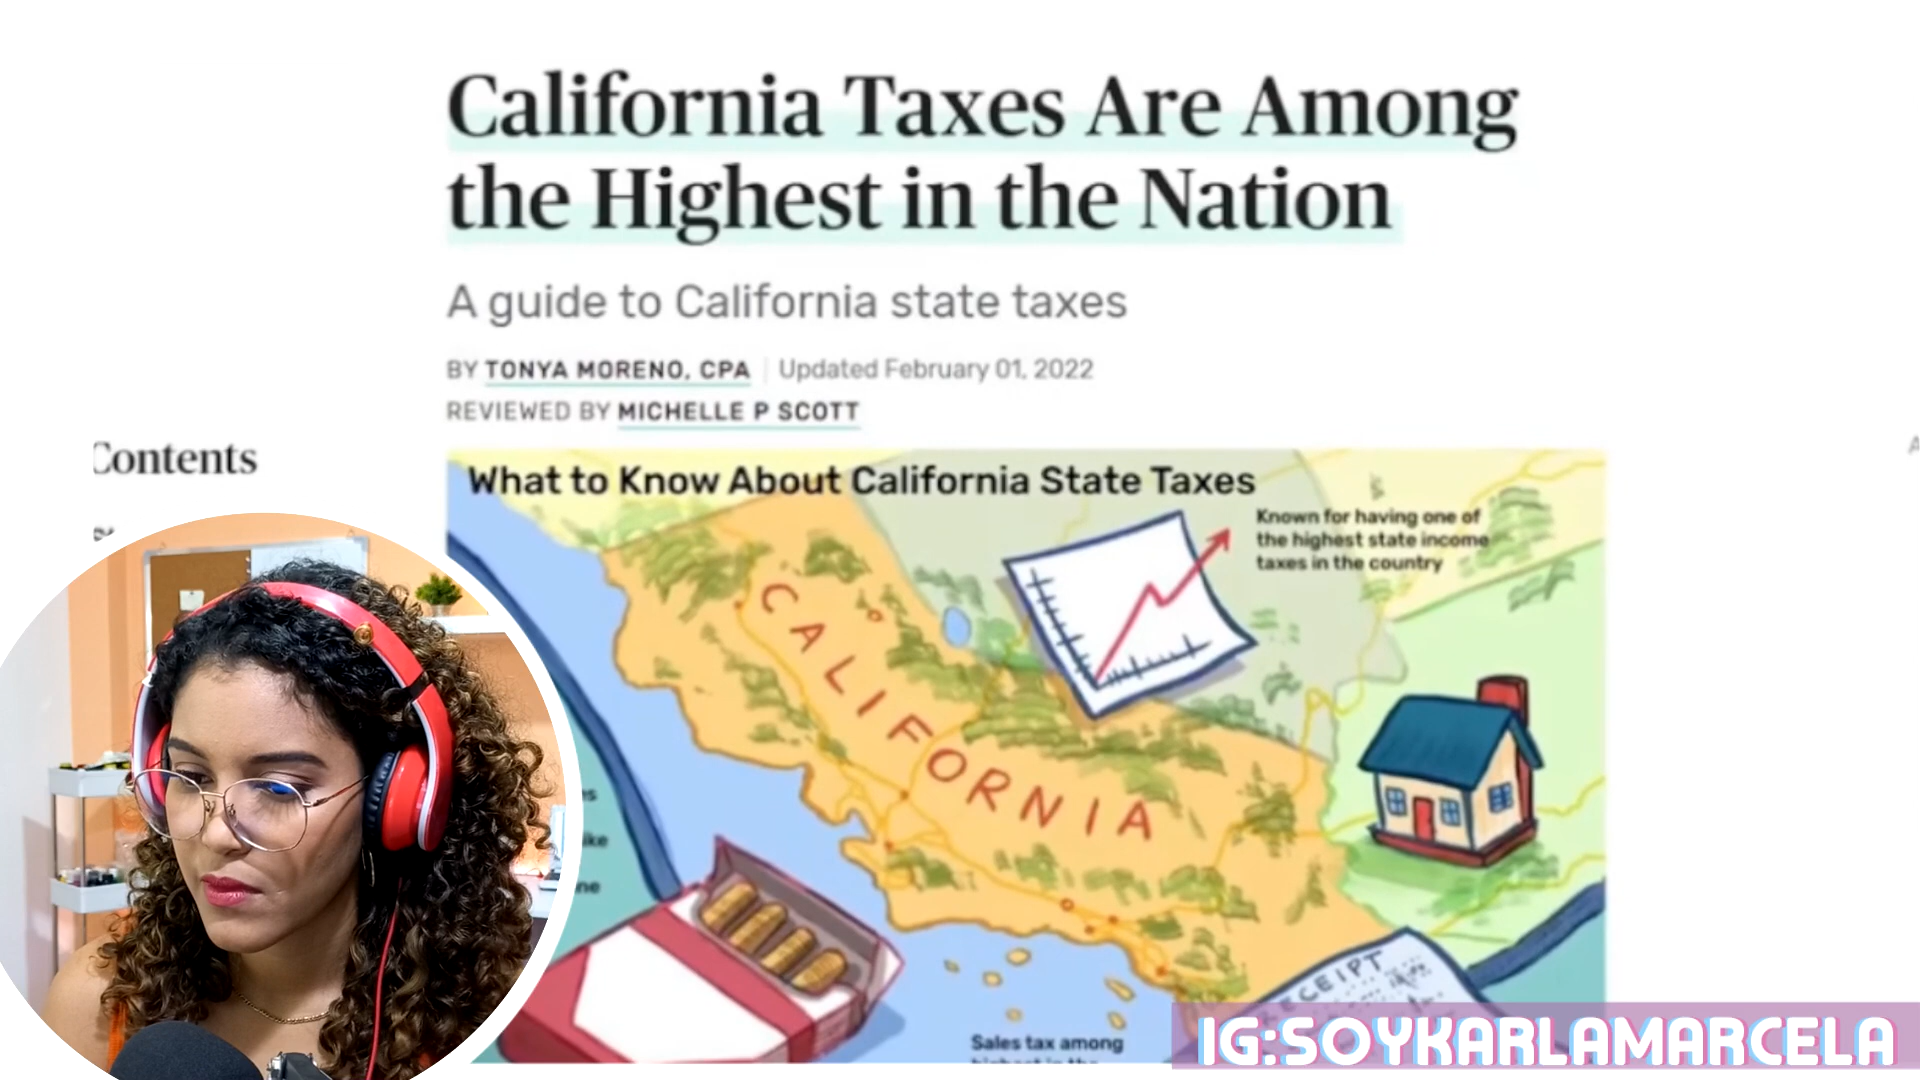 California Taxes Are Among
the Highest in the Nation
A guide to California state taxes
BY TONYA MORENO, CPA | Updated February 01, 2022
REVIEWED BY MICHELLE P SCOTT
Contents
What to Know About California State Taxes
Known for having one of
the highest state income
taxes in the country
CALIFORNIA
RECEIPT
Sales tax among
IG:SOYKARLAMARCELA